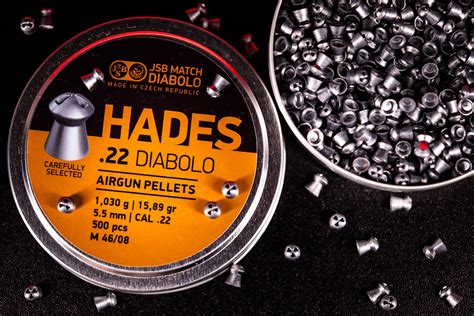 JSB
JSB MATCH
DIABOLO
MADE IN CZECH REPUBLIC
HADES
.22 DIABOLO
CAREFULLY
SELECTED
AIRGUN PELLETS
1,030 g | 15,89 gr
5.5 mm | CAL .22
500 pcs
M 46/08